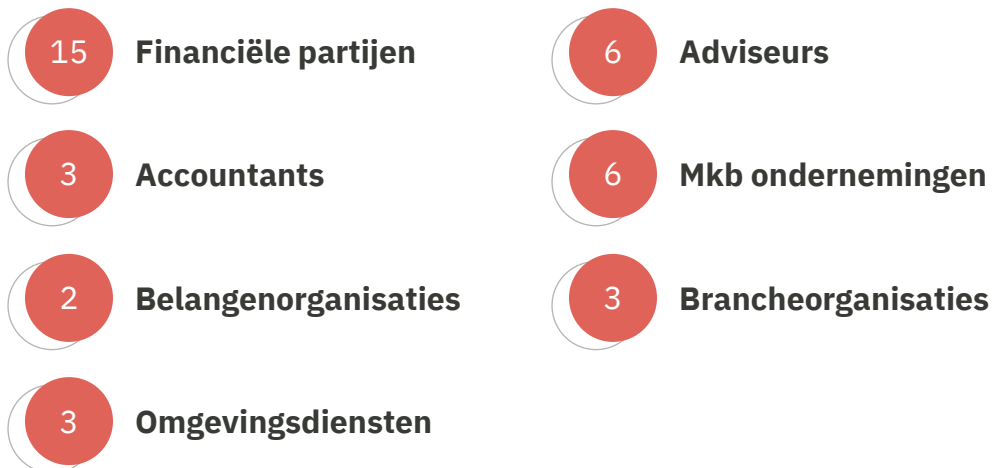 15 Financiële partijen
6 Adviseurs
3 Accountants
6 Mkb ondernemingen
2 Belangenorganisaties
3 Brancheorganisaties
3 Omgevingsdiensten